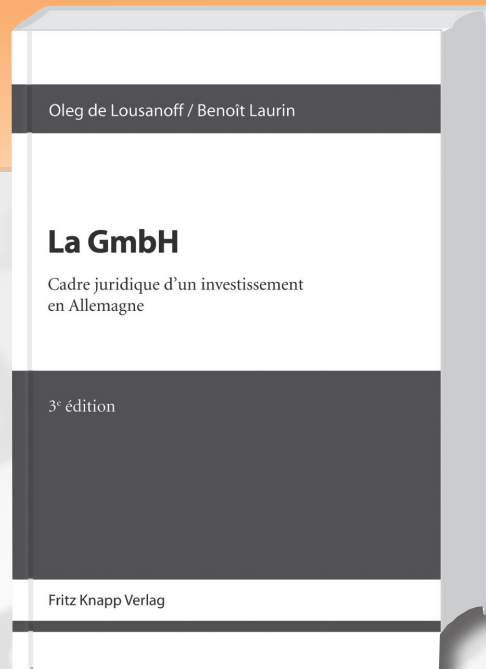 Oleg de Lousanoff / Benoît Laurin
La GmbH
Cadre juridique d’un investissement
en Allemagne
3e édition
Fritz Knapp Verlag